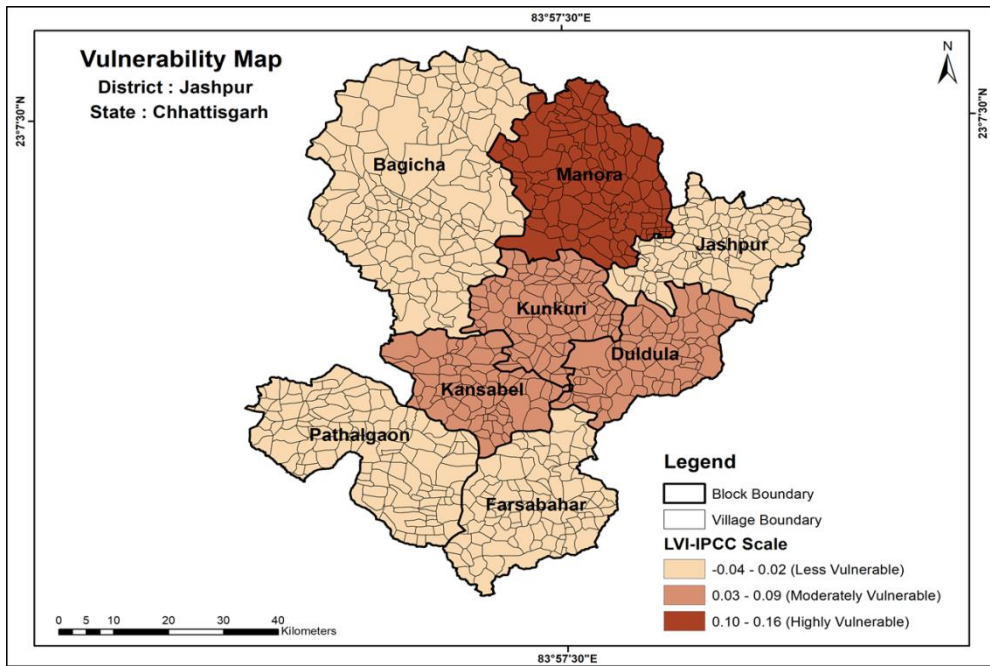 83°57'30"E
Vulnerability Map
District : Jashpur
State : Chhattisgarh
N
23°7'30"N
23°7'30"N
Bagicha
Manora
Jashpur
Kunkuri
Duldula
Kansabel
Pathalgaon
Farsabahar
Legend
Block Boundary
Village Boundary
LVI-IPCC Scale
-0.04 - 0.02 (Less Vulnerable)
0.03 - 0.09 (Moderately Vulnerable)
0.10 - 0.16 (Highly Vulnerable)
0 5 10 20 30 40
Kilometers
83°57'30"E